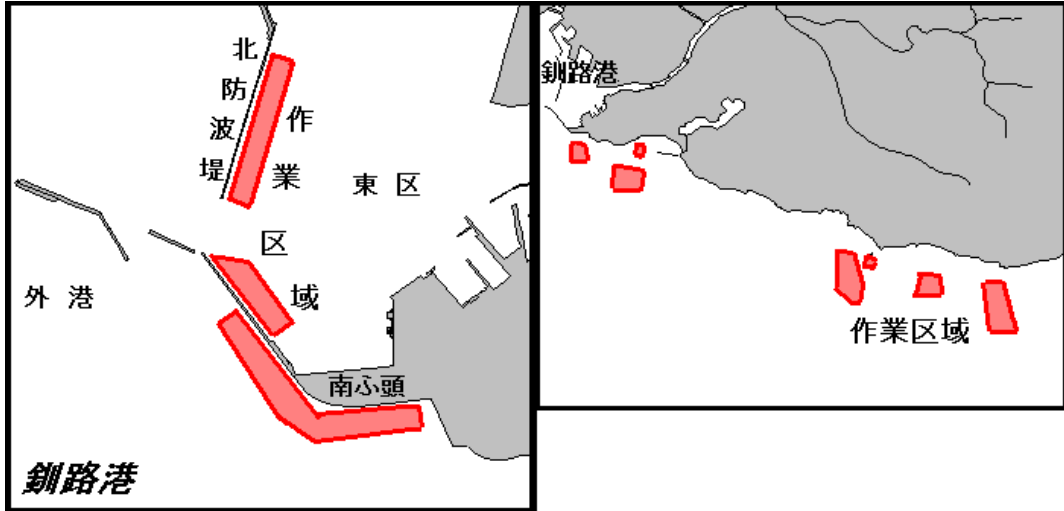 北防波堤
作業区域
東区
外港
南ふ頭
釧路港
釧路港
作業区域